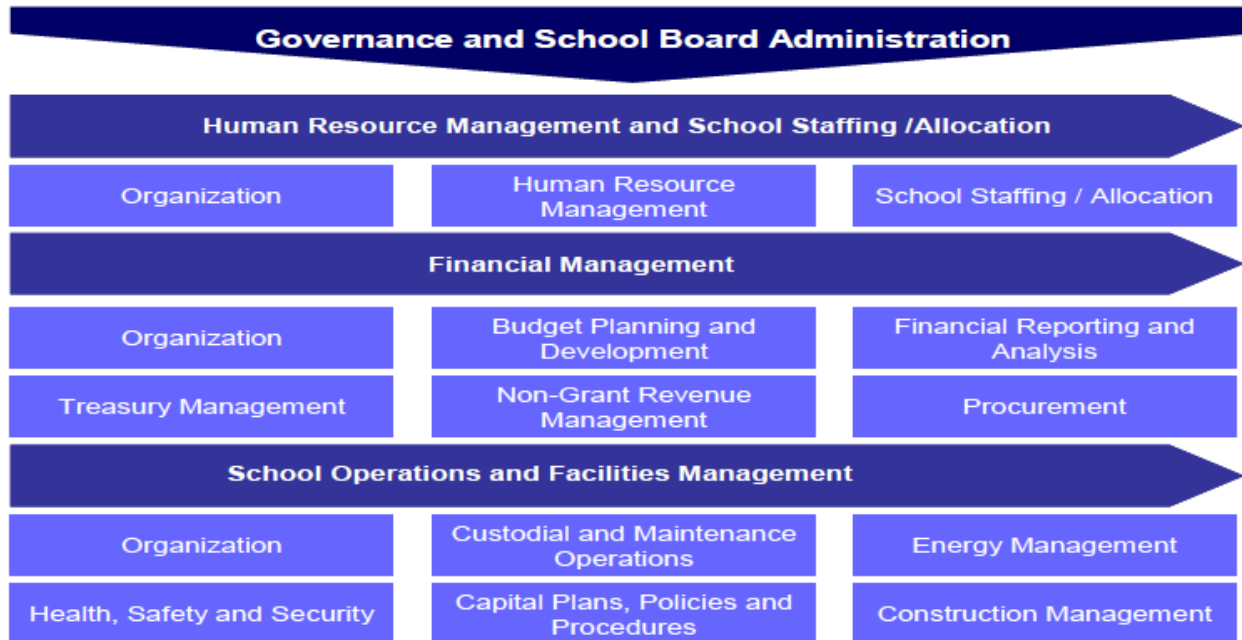 Governance and School Board Administration
Human Resource Management and School Staffing /Allocation
Organization
Human Resource
Management
School Staffing / Allocation
Financial Management
Organization
Budget Planning and
Development
Financial Reporting and
Analysis
Treasury Management
Non-Grant Revenue
Management
Procurement
School Operations and Facilities Management
Organization
Custodial and Maintenance
Operations
Energy Management
Health, Safety and Security
Capital Plans, Policies and
Procedures
Construction Management